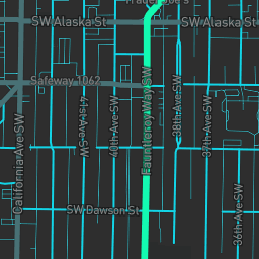 Trader Joe's
SW Alaska St
SW Alaska St
Safeway 1062
California Ave SW
41st Ave SW
40th Ave SW
Fauntleroy Way SW
38th Ave SW
37th Ave SW
36th Ave SW
SW Dawson St